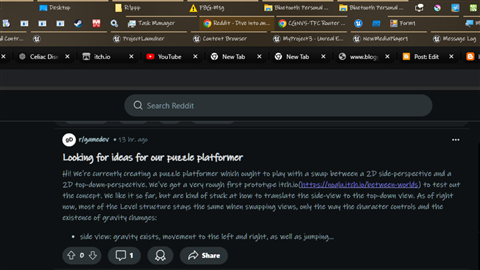 Desktop
Bluetooth Personal ...
Bluetooth Personal ...
Task Manager
Reddit - Dive into an...
CGNV5-TFC Router ...
Form1
ProjectLauncher
Content Browser
MyProject3 - Unreal E...
NewMediaPlayer1
Message Log
Celiac Dis
itch.io
YouTube
New Tab
New Tab
www.blog
Post: Edit
Search Reddit
r/gamedev • 13 hr. ago
Looking for ideas for our puzzle platformer
Hi! We're currently creating a puzzle platformer which ought to play with a swap between a 2D side-perspective and a
2D top-down-perspective. We've got a very rough first prototype itch.io(https://noulp.itch.io/between-worlds ) to test out
the concept. We like it so far, but are kind of stuck at how to translate the side-view to the top-down view. As of right
now, most of the Level structure stays the same when swapping views, only the way the character controls and the
existence of gravity changes:
• side view: gravity exists, movement to the left and right, as well as jumping...
0
1
Share